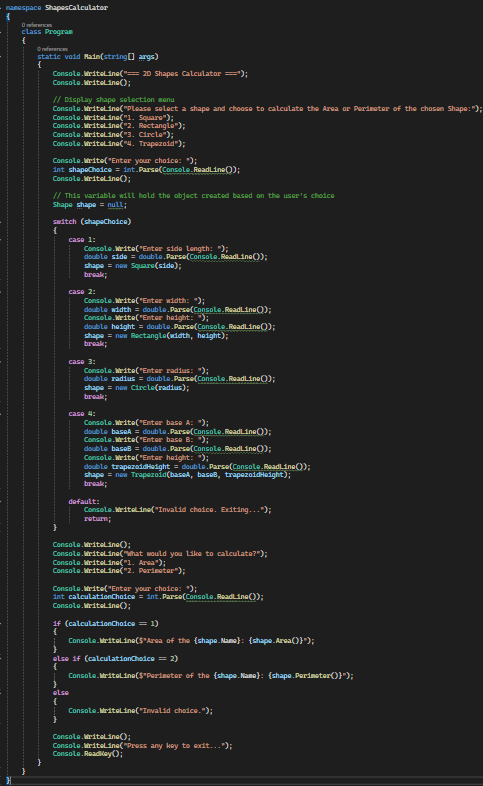 namespace ShapesCalculator
{
0 references
class Program
{
0 references
static void Main(string[] args)
{
Console.WriteLine("=== 2D Shapes Calculator ===");
Console.WriteLine();
// Display shape selection menu
Console.WriteLine("Please select a shape and choose to calculate the Area or Perimeter of the chosen Shape:");
Console.WriteLine("1. Square");
Console.WriteLine("2. Rectangle");
Console.WriteLine("3. Circle");
Console.WriteLine("4. Trapezoid");
Console.Write("Enter your choice: ");
int shapeChoice = int.Parse(Console.ReadLine());
Console.WriteLine();
// This variable will hold the object created based on the user's choice
Shape shape = null;
switch (shapeChoice)
{
case 1:
Console.Write("Enter side length: ");
double side = double.Parse(Console.ReadLine());
shape = new Square(side);
break;
case 2:
Console.Write("Enter width: ");
double width = double.Parse(Console.ReadLine());
Console.Write("Enter height: ");
double height = double.Parse(Console.ReadLine());
shape = new Rectangle(width, height);
break;
case 3:
Console.Write("Enter radius: ");
double radius = double.Parse(Console.ReadLine());
shape = new Circle(radius);
break;
case 4:
Console.Write("Enter base A: ");
double baseA = double.Parse(Console.ReadLine());
Console.Write("Enter base B: ");
double baseB = double.Parse(Console.ReadLine());
Console.Write("Enter height: ");
double trapezoidHeight = double.Parse(Console.ReadLine());
shape = new Trapezoid(baseA, baseB, trapezoidHeight);
break;
default:
Console.WriteLine("Invalid choice. Exiting...");
return;
}
Console.WriteLine();
Console.WriteLine("What would you like to calculate?");
Console.WriteLine("1. Area");
Console.WriteLine("2. Perimeter");
Console.Write("Enter your choice: ");
int calculationChoice = int.Parse(Console.ReadLine());
Console.WriteLine();
if (calculationChoice == 1)
{
Console.WriteLine($"Area of the {shape.Name}: {shape.Area()}");
}
else if (calculationChoice == 2)
{
Console.WriteLine($"Perimeter of the {shape.Name}: {shape.Perimeter()}");
}
else
{
Console.WriteLine("Invalid choice.");
}
Console.WriteLine();
Console.WriteLine("Press any key to exit...");
Console.ReadKey();
}
}
}